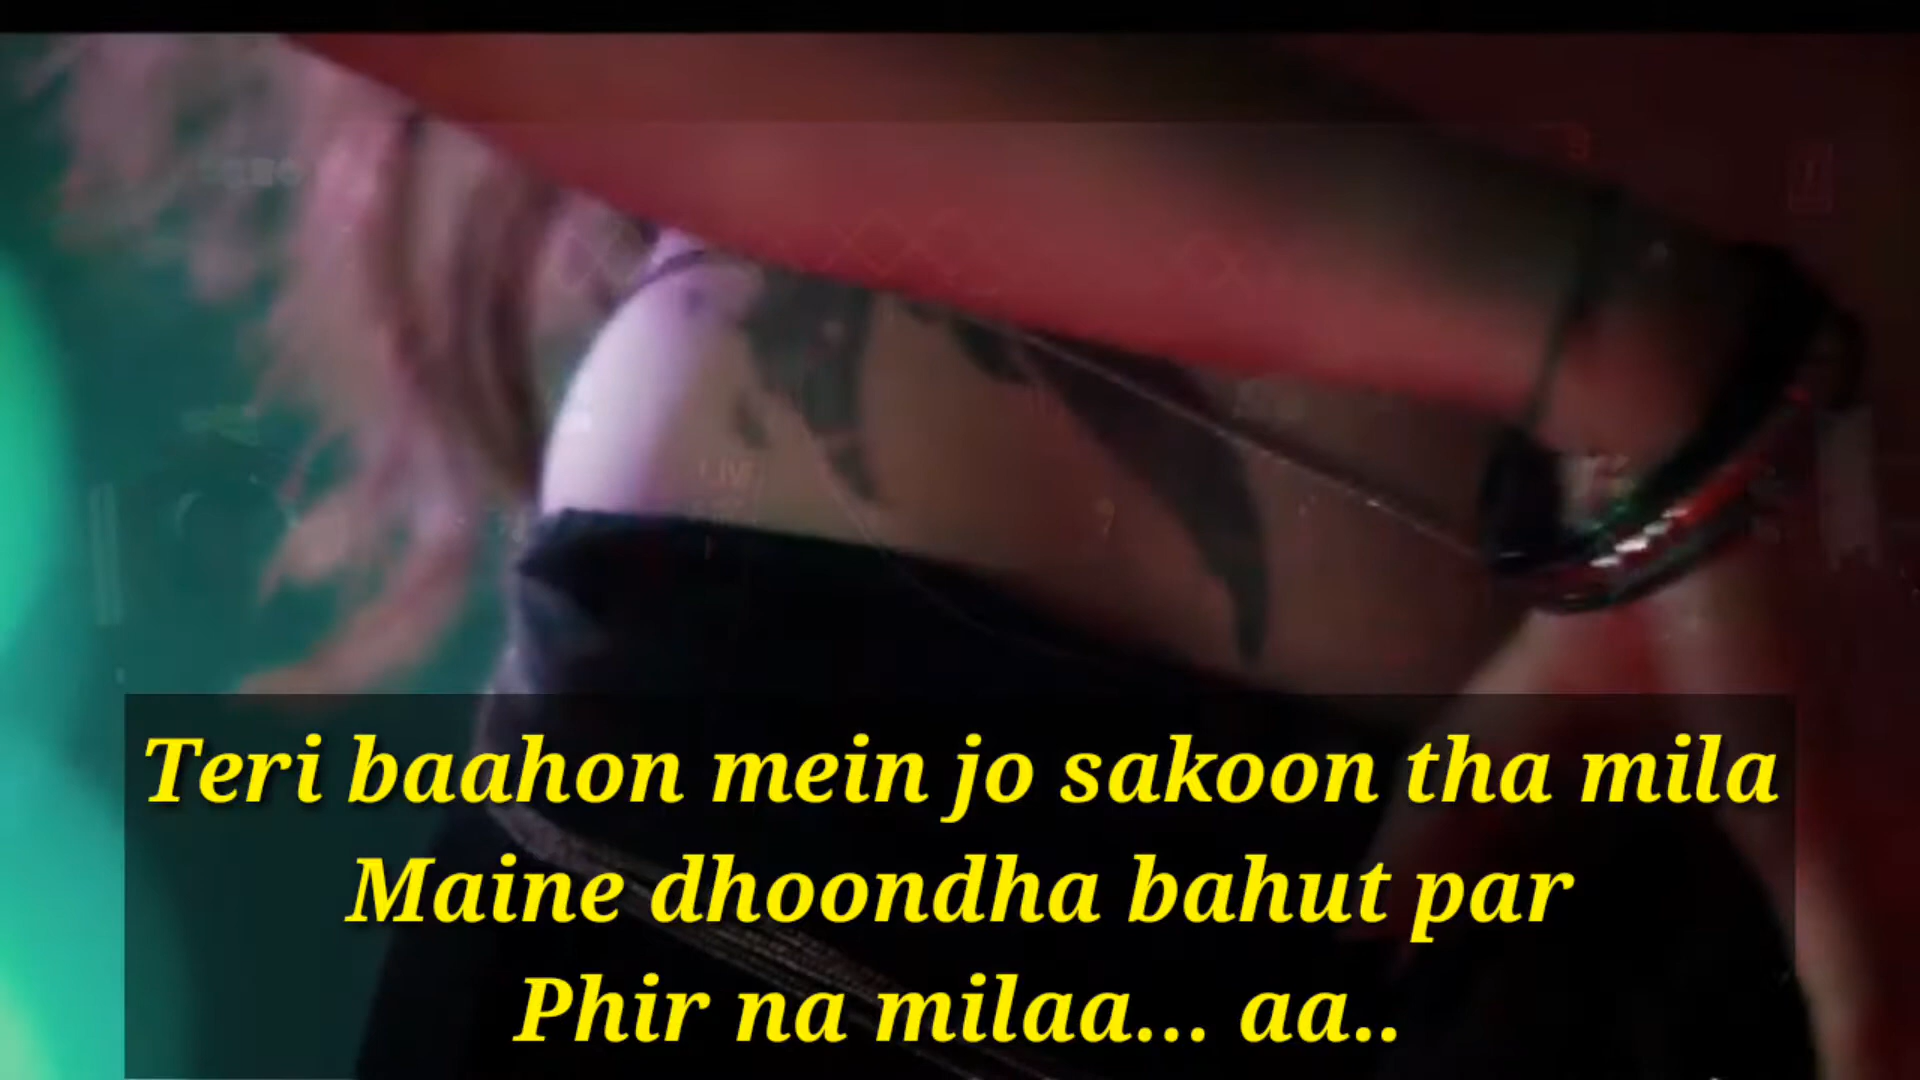 Teri baahon mein jo sakoon tha mila
Maine dhoondha bahut par
Phir na milaa... aa..